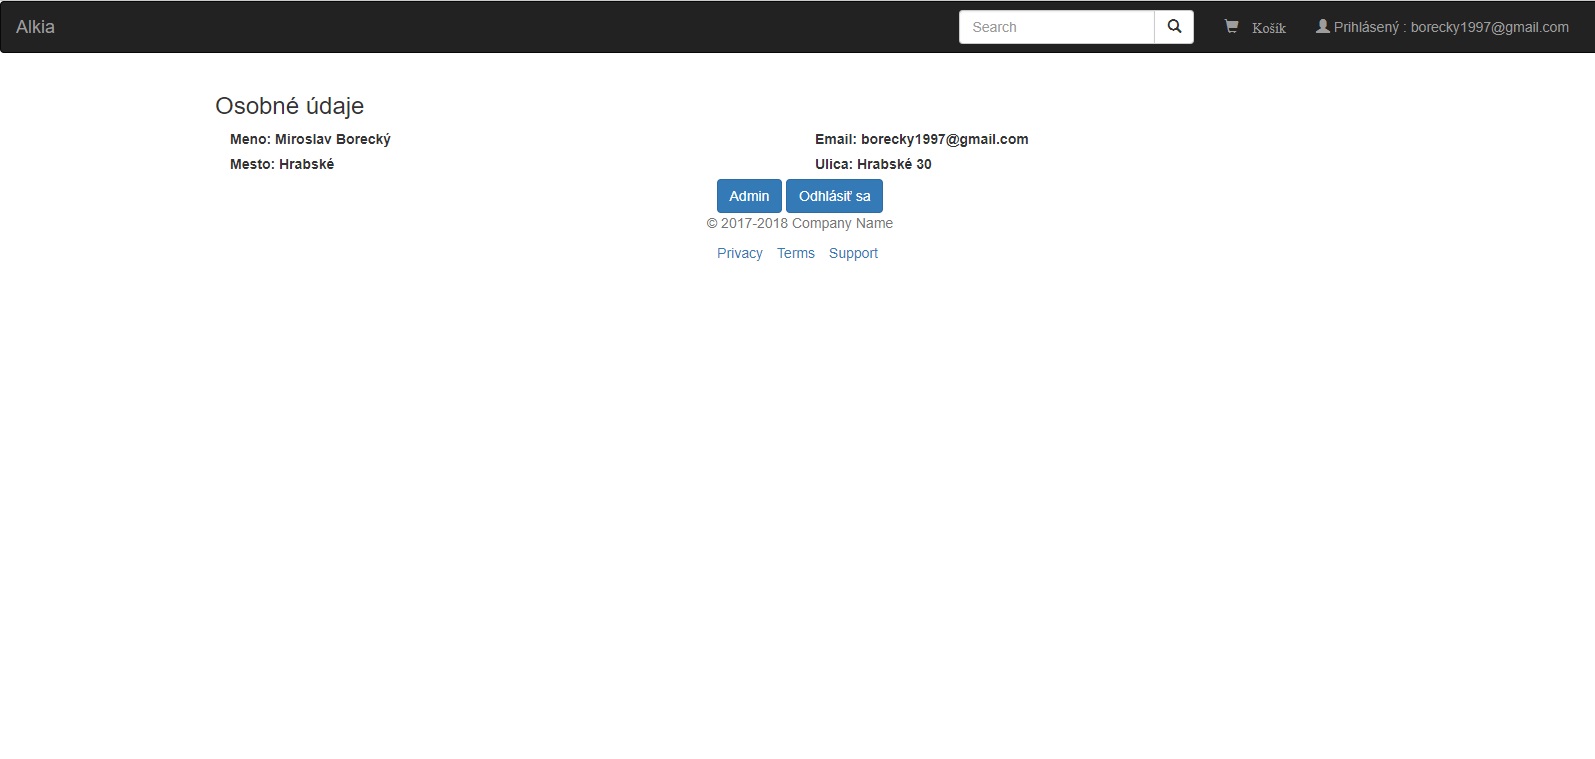 Alkia
Search
Košík
Prihlásený : borecky1997@gmail.com
Osobné údaje
Meno: Miroslav Borecký
Email: borecky1997@gmail.com
Mesto: Hrabské
Ulica: Hrabské 30
Admin
Odhlásiť sa
© 2017-2018 Company Name
Privacy Terms Support